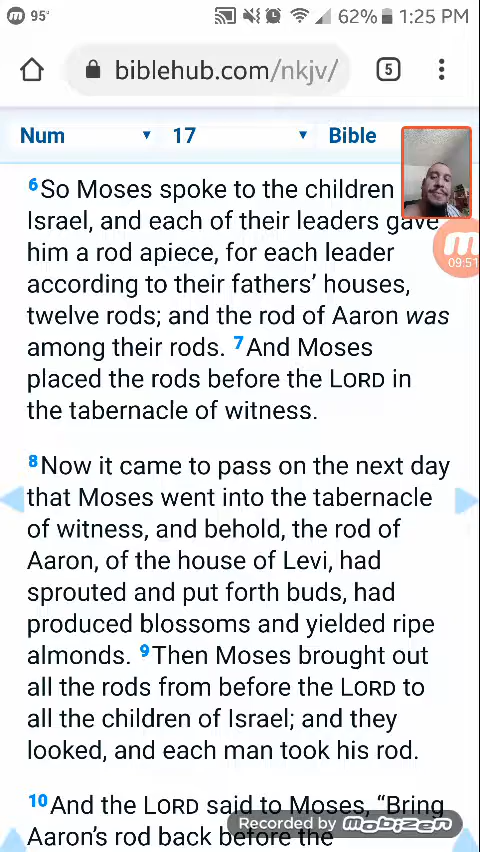 95° 62% 1:25 PM
biblehub.com/nkjv/ 5
Num 17 Bible
6So Moses spoke to the children
Israel, and each of their leaders gave
him a rod apiece, for each leader
09:51
according to their fathers’ houses,
twelve rods; and the rod of Aaron was
among their rods. 7And Moses
placed the rods before the LORD in
the tabernacle of witness.
8Now it came to pass on the next day
that Moses went into the tabernacle
of witness, and behold, the rod of
Aaron, of the house of Levi, had
sprouted and put forth buds, had
produced blossoms and yielded ripe
almonds. 9Then Moses brought out
all the rods from before the LORD to
all the children of Israel; and they
looked, and each man took his rod.
10And the LORD said to Moses, “Bring
Aaron’s rod back before the
Recorded by mobizen